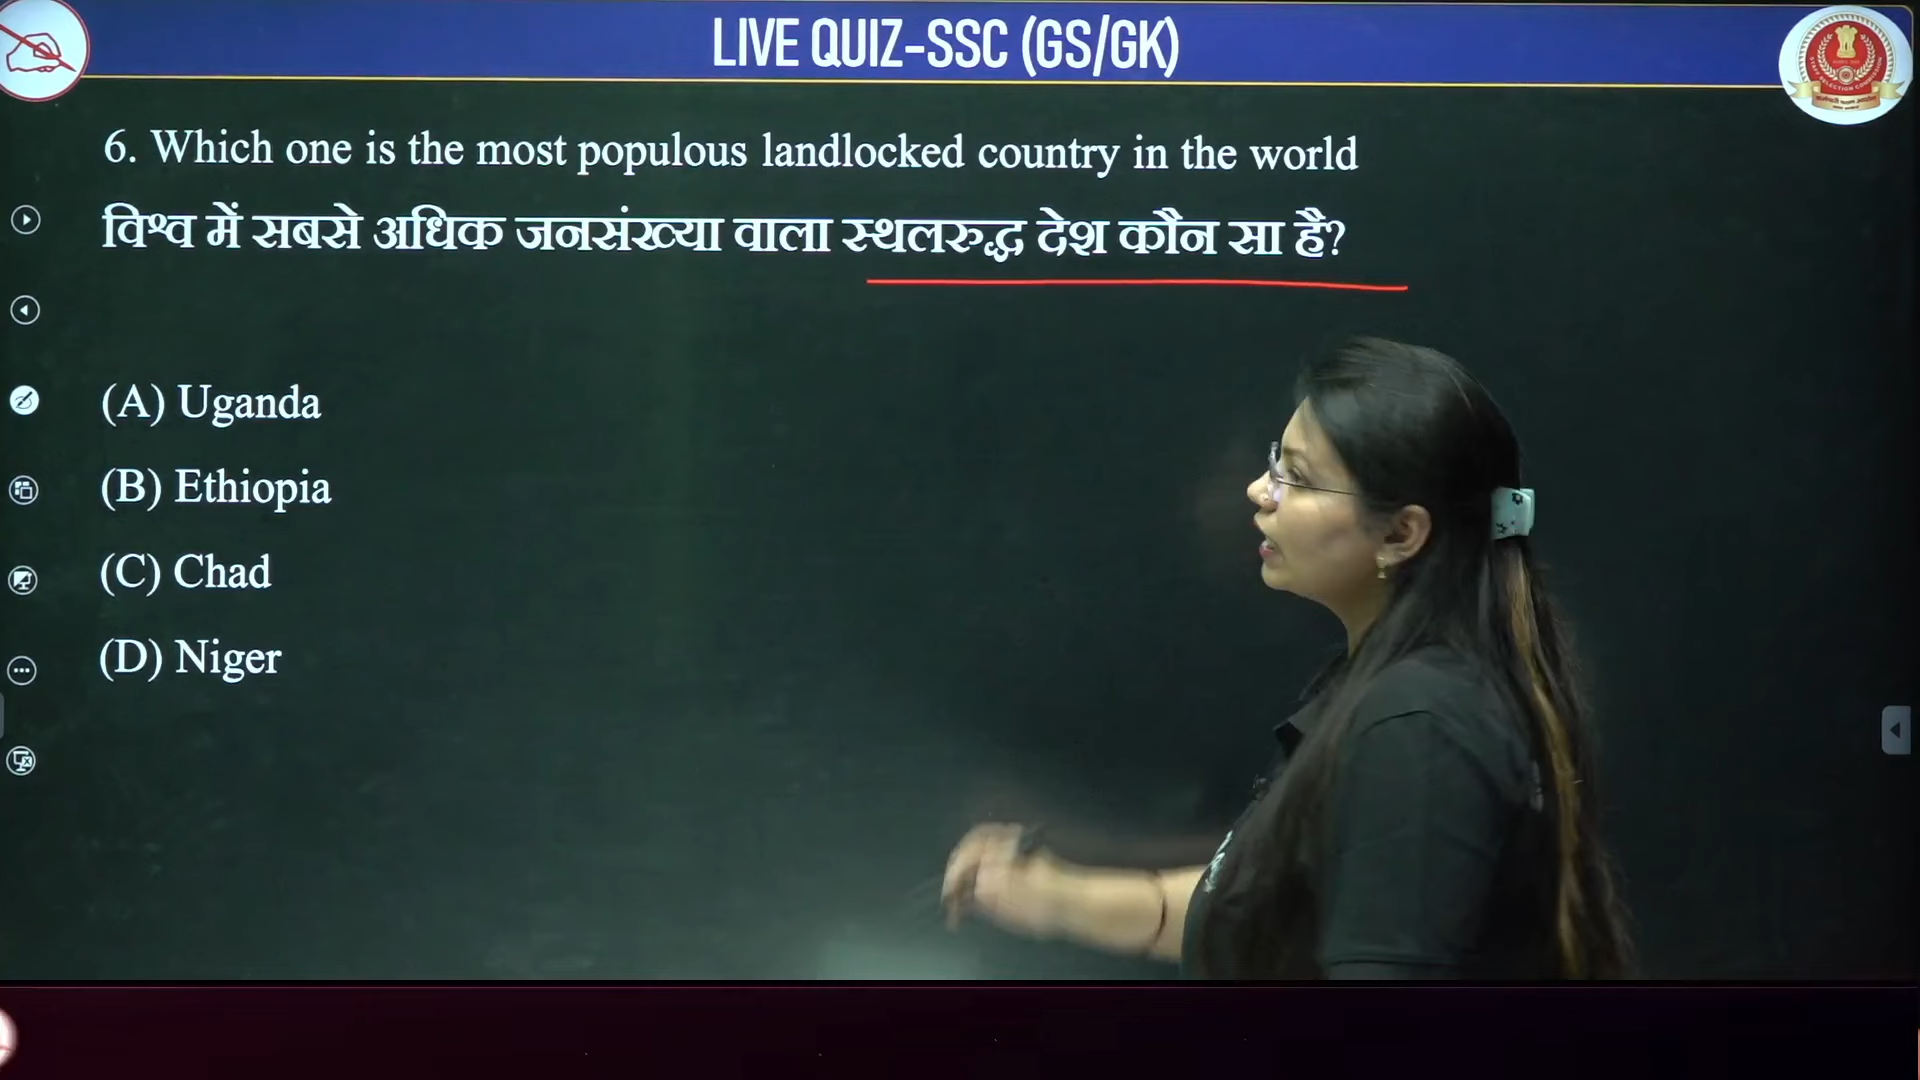 LIVE QUIZ-SSC (GS/GK)
6. Which one is the most populous landlocked country in the world
विश्व में सबसे अधिक जनसंख्या वाला स्थलरुद्ध देश कौन सा है?
(A) Uganda
(B) Ethiopia
(C) Chad
(D) Niger